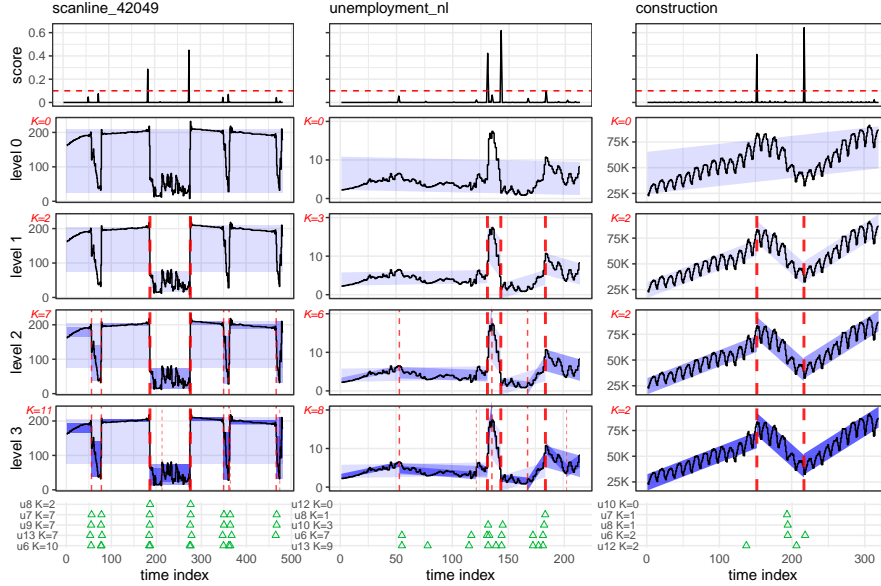 scanline_42049 unemployment_nl construction
score
0.6
0.4
0.2
0
level 0
200
100
0
K=0
10
0
K=0
75K
50K
25K
K=0
level 1
200
100
0
K=2
10
0
K=3
75K
50K
25K
K=2
level 2
200
100
0
K=7
10
0
K=6
75K
50K
25K
K=2
level 3
200
100
0
K=11
10
0
K=8
75K
50K
25K
K=2
u8 K=2
u7 K=7
u9 K=7
u13 K=7
u6 K=10
u12 K=0
u8 K=1
u10 K=3
u6 K=7
u13 K=9
u10 K=0
u7 K=1
u8 K=1
u6 K=2
u12 K=2
0 100 200 300 400 500
0 50 100 150 200
0 100 200 300
time index time index time index